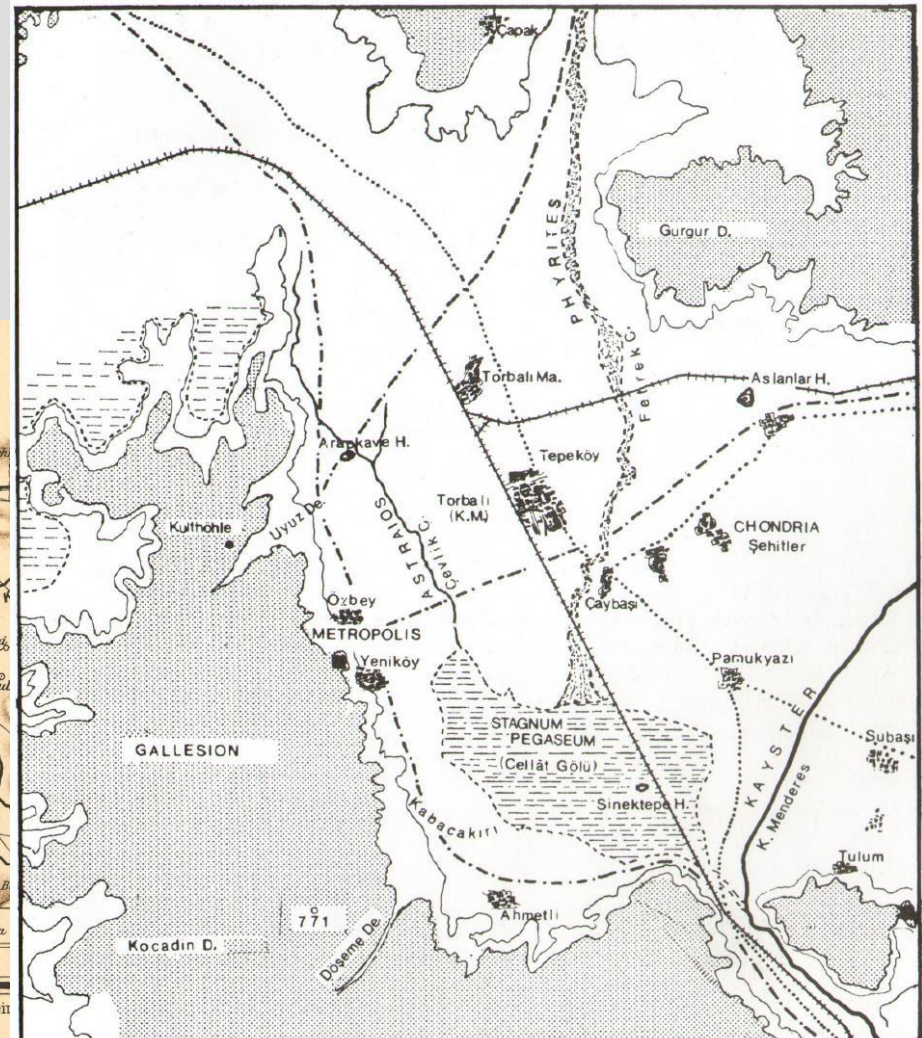 Çapak
PHYRITES
Gurgur D.
Fetrek Ç.
Torbalı Ma.
Aslanlar H.
Arapkave H.
Tepeköy
Torbalı
(K.M.)
Kulthöhle
Uyuz De.
ASTRAIOS
Çevlik Ç.
CHONDRIA
Şehitler
Özbey
METROPOLIS
Yeniköy
Çaybaşı
Pamukyazı
GALLESION
STAGNUM
PEGASEUM
(Cellât Gölü)
Sinektepe H.
KAYSTER
K. Menderes
Subaşı
Kabacakırı
Tulum
771
Ahmetli
Kocadın D.
Döşeme De.